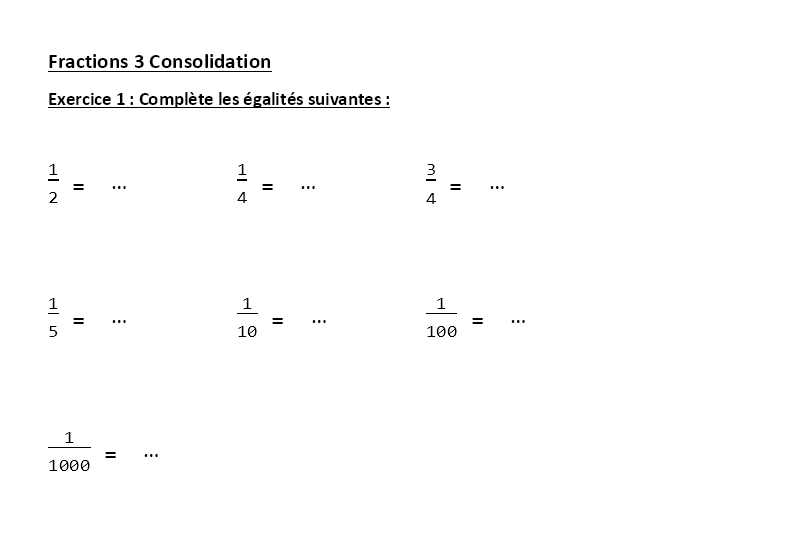 Fractions 3 Consolidation
Exercice 1 : Complète les égalités suivantes :
1/2 = ... 1/4 = ... 3/4 = ...
1/5 = ... 1/10 = ... 1/100 = ...
1/1000 = ...